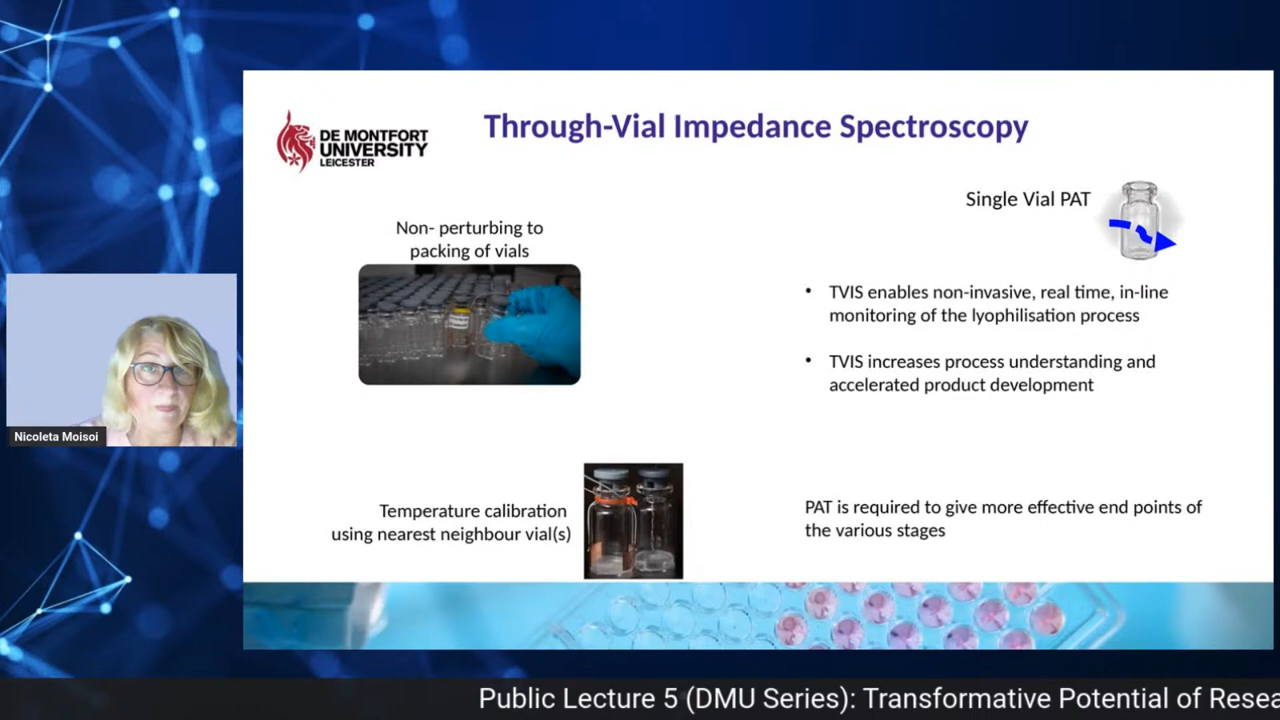 DE MONTFORT
UNIVERSITY
LEICESTER
Through-Vial Impedance Spectroscopy
Single Vial PAT
Non- perturbing to
packing of vials
• TVIS enables non-invasive, real time, in-line
monitoring of the lyophilisation process
• TVIS increases process understanding and
accelerated product development
Temperature calibration
using nearest neighbour vial(s)
PAT is required to give more effective end points of
the various stages
Nicoleta Moisoi
Public Lecture 5 (DMU Series): Transformative Potential of Resea